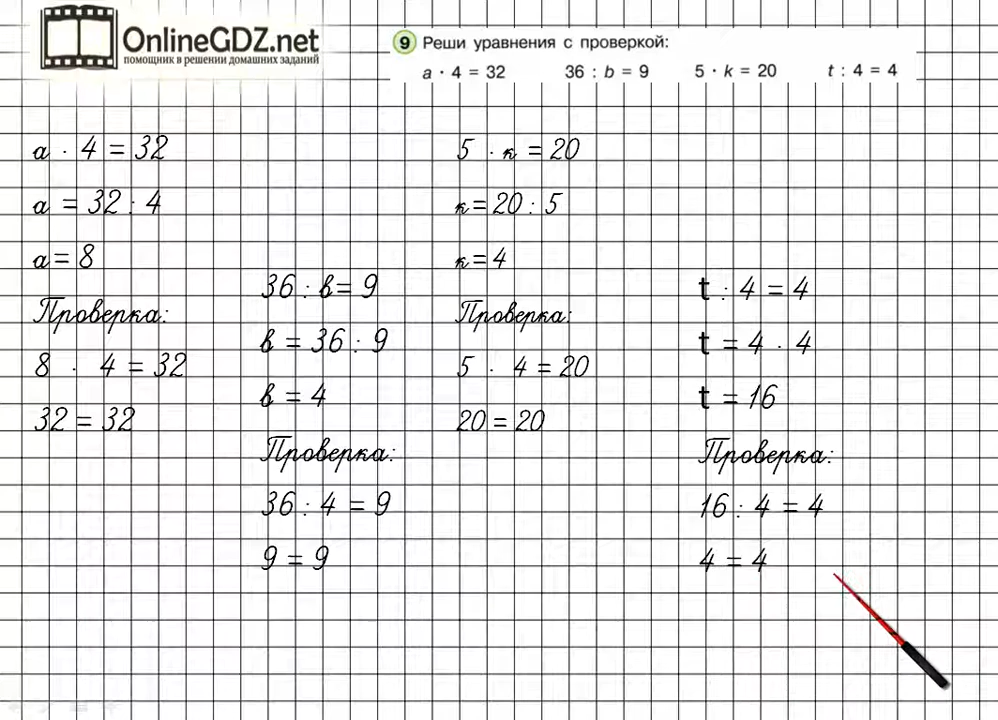 OnlineGDZ.net
помощник в решении домашних заданий
9 Реши уравнения с проверкой:
a · 4 = 32 36 : b = 9 5 · k = 20 t : 4 = 4
а · 4 = 32
а = 32 : 4
а = 8
Проверка:
8 · 4 = 32
32 = 32
36 : в = 9
в = 36 : 9
в = 4
Проверка:
36 : 4 = 9
9 = 9
5 · к = 20
к = 20 : 5
к = 4
Проверка:
5 · 4 = 20
20 = 20
t : 4 = 4
t = 4 · 4
t = 16
Проверка:
16 : 4 = 4
4 = 4